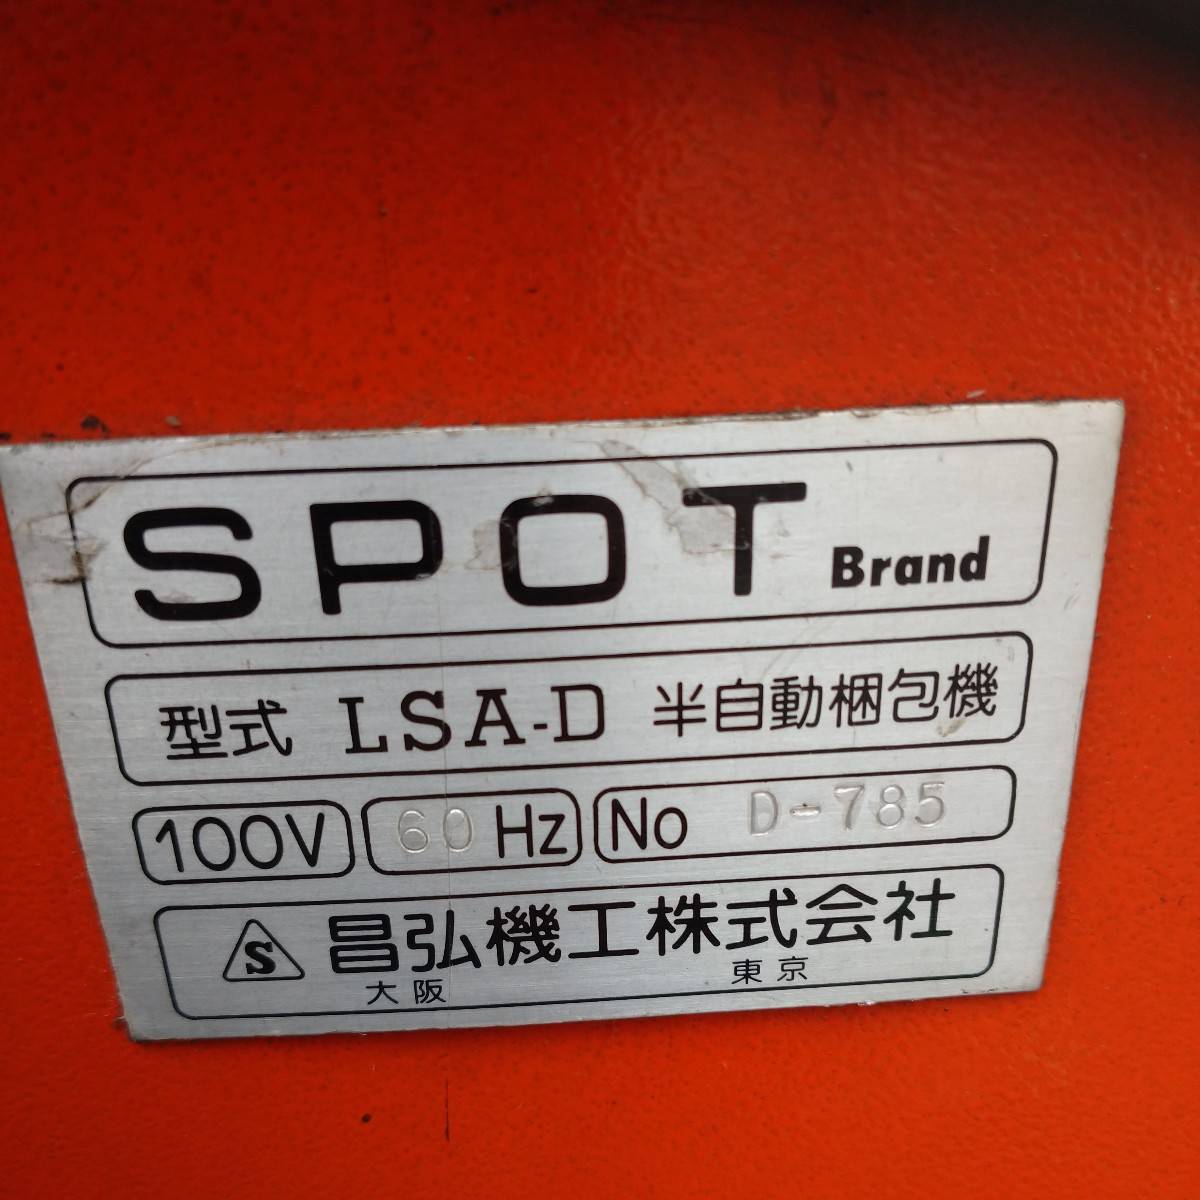 SPOT Brand
型式 LSA-D 半自動梱包機
100V 60 Hz No D-785
S 昌弘機工株式会社
大阪 東京